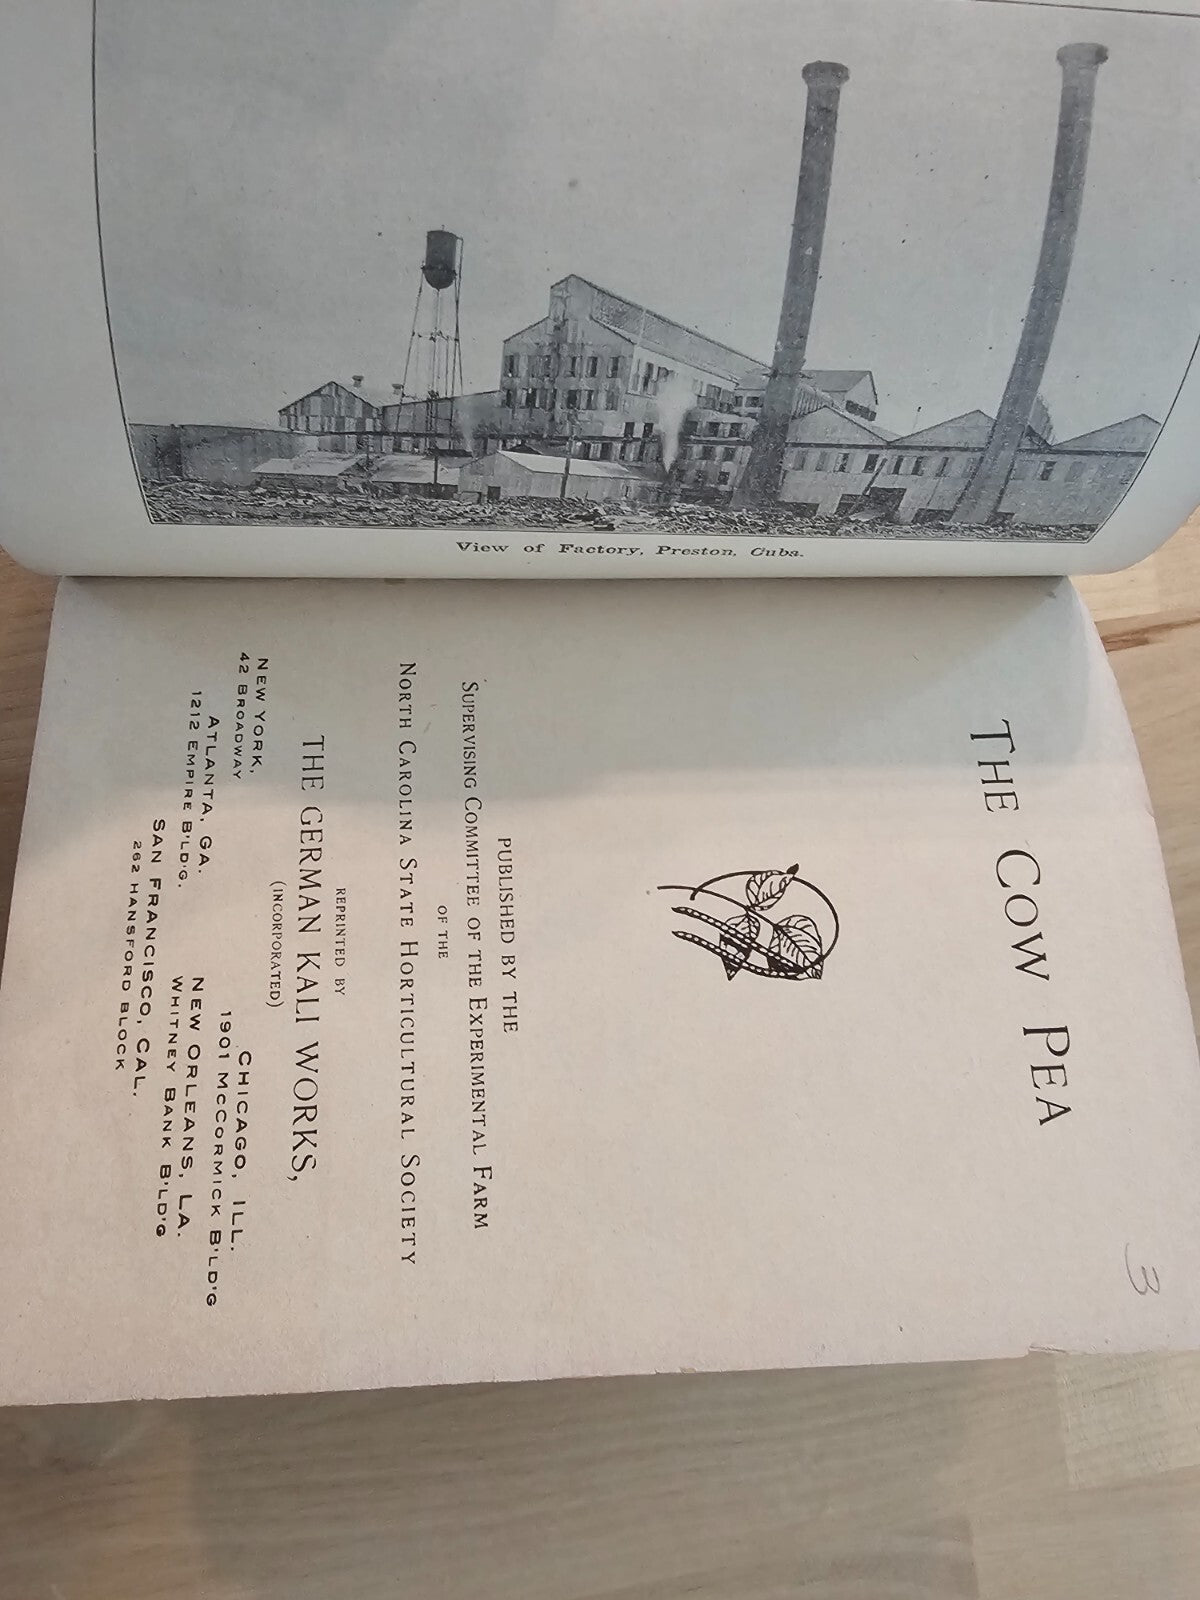 View of Factory, Preston, Cuba.
3
THE COW PEA
PUBLISHED BY THE
SUPERVISING COMMITTEE OF THE EXPERIMENTAL FARM
OF THE
NORTH CAROLINA STATE HORTICULTURAL SOCIETY
REPRINTED BY
THE GERMAN KALI WORKS,
(INCORPORATED)
NEW YORK,
42 BROADWAY
CHICAGO, ILL.
1901 MCCORMICK B'LD'G
ATLANTA, GA.
1212 EMPIRE B'LD'G.
NEW ORLEANS, LA.
WHITNEY BANK B'LD'G
SAN FRANCISCO, CAL.
262 HANSFORD BLOCK